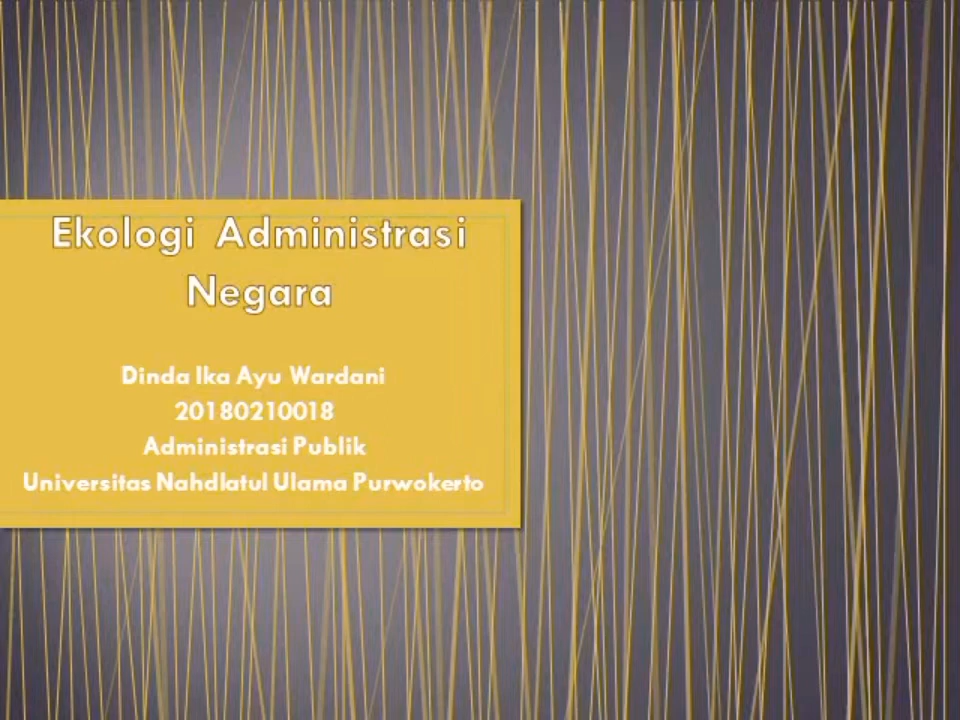 Ekologi Administrasi
Negara
Dinda Ika Ayu Wardani
20180210018
Administrasi Publik
Universitas Nahdlatul Ulama Purwokerto